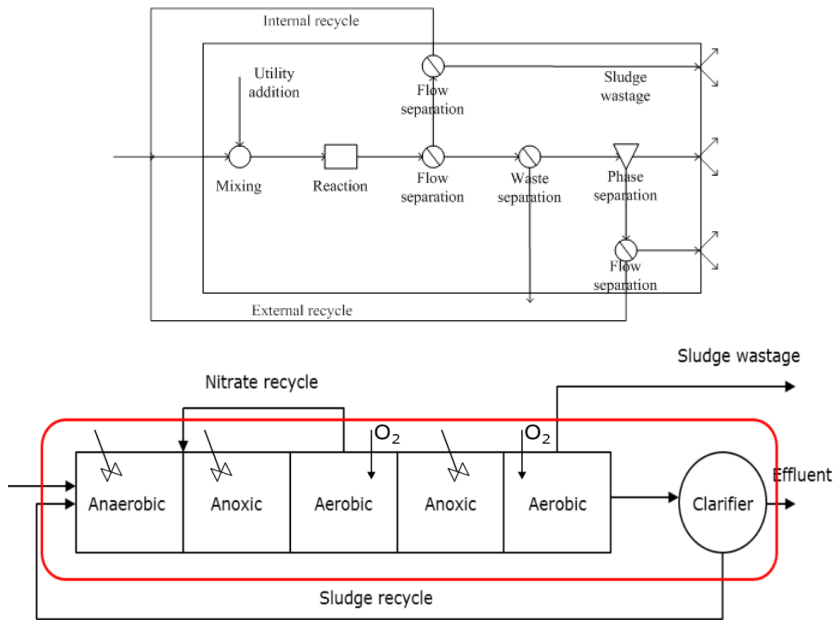 Internal recycle
Utility
addition
Flow
separation
Sludge
wastage
Mixing
Reaction
Flow
separation
Waste
separation
Phase
separation
Flow
separation
External recycle
Sludge wastage
Nitrate recycle
O₂
O₂
Effluent
Anaerobic
Anoxic
Aerobic
Anoxic
Aerobic
Clarifier
Sludge recycle